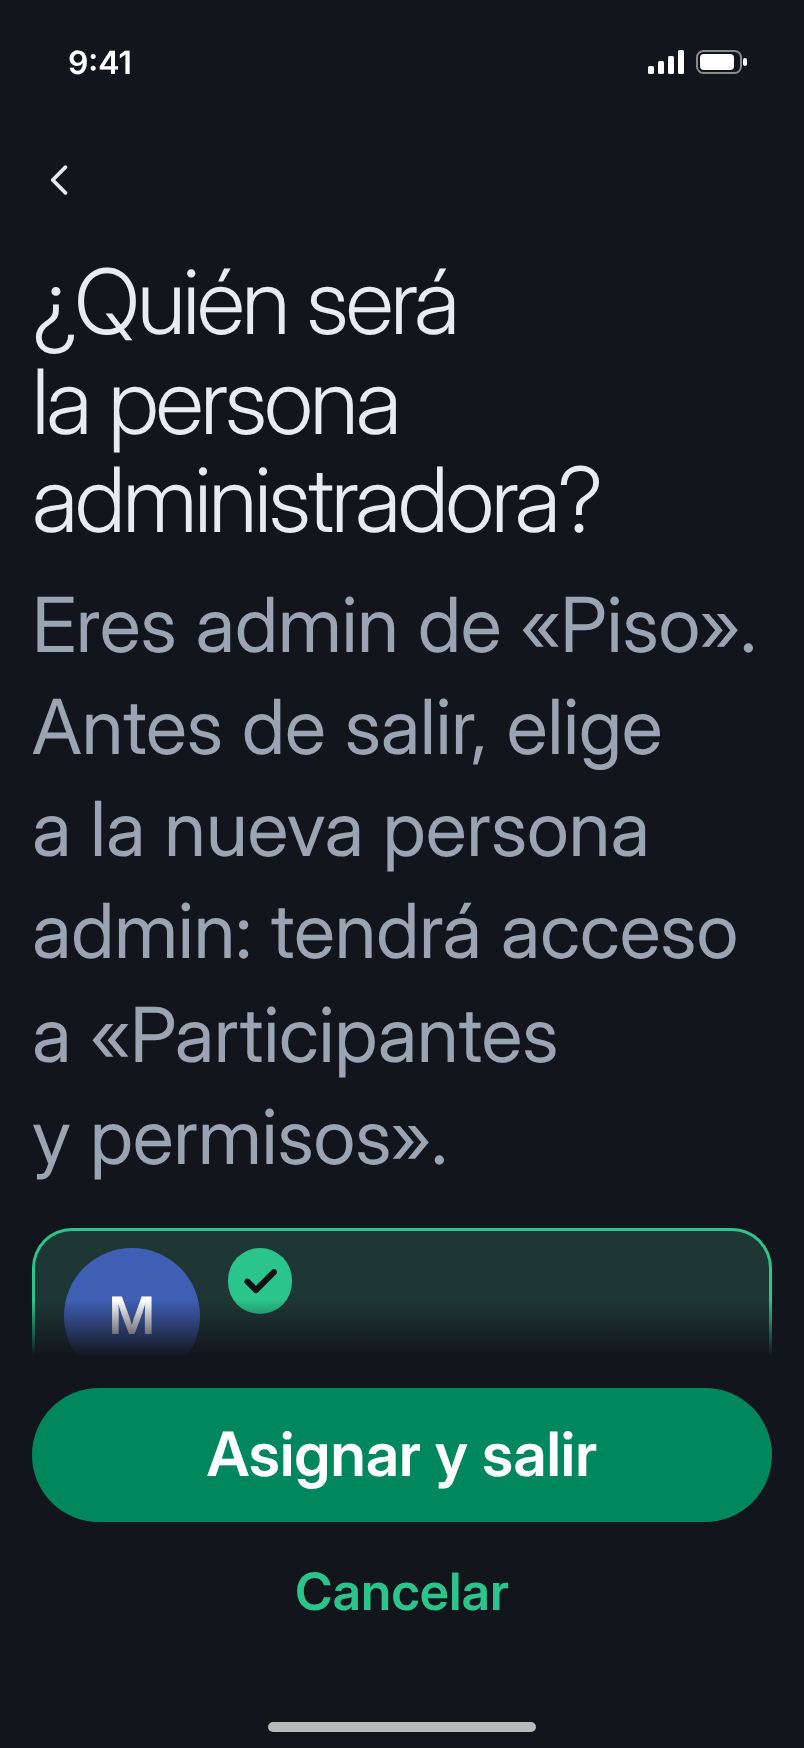 9:41
¿Quién será
la persona
administradora?
Eres admin de «Piso».
Antes de salir, elige
a la nueva persona
admin: tendrá acceso
a «Participantes
y permisos».
M
Asignar y salir
Cancelar